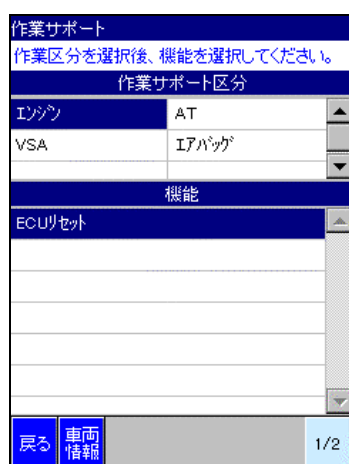 作業サポート
作業区分を選択後、機能を選択してください。
作業サポート区分
ｴﾝｼﾞﾝ AT
VSA ｴｱﾊﾞｯｸﾞ
機能
ECUﾘｾｯﾄ
戻る 車両情報 1/2